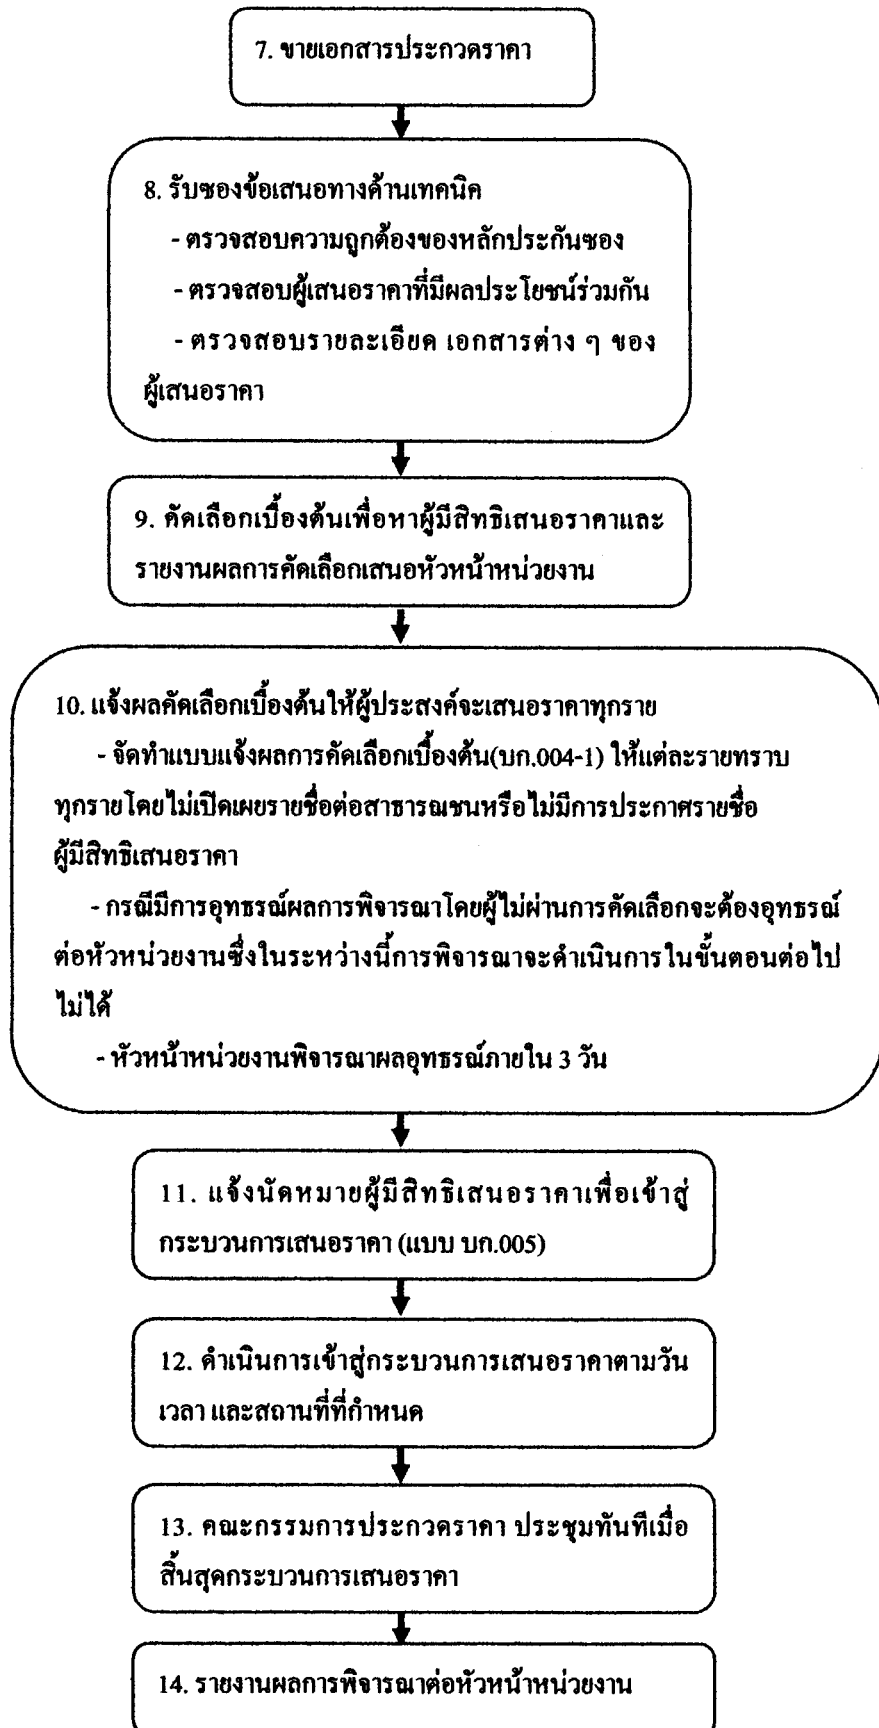 7. ขายเอกสารประกวดราคา
8. รับซองข้อเสนอทางด้านเทคนิค
- ตรวจสอบความถูกต้องของหลักประกันซอง
- ตรวจสอบผู้เสนอราคาที่มีผลประโยชน์ร่วมกัน
- ตรวจสอบรายละเอียด เอกสารต่าง ๆ ของ
ผู้เสนอราคา
9. คัดเลือกเบื้องต้นเพื่อหาผู้มีสิทธิเสนอราคาและ
รายงานผลการคัดเลือกเสนอหัวหน้าหน่วยงาน
10. แจ้งผลคัดเลือกเบื้องต้นให้ผู้ประสงค์จะเสนอราคาทุกราย
- จัดทำแบบแจ้งผลการคัดเลือกเบื้องต้น(บก.004-1) ให้แต่ละรายทราบ
ทุกรายโดยไม่เปิดเผยรายชื่อต่อสาธารณชนหรือไม่มีการประกาศรายชื่อ
ผู้มีสิทธิเสนอราคา
- กรณีมีการอุทธรณ์ผลการพิจารณาโดยผู้ไม่ผ่านการคัดเลือกจะต้องอุทธรณ์
ต่อหัวหน่วยงานซึ่งในระหว่างนี้การพิจารณาจะดำเนินการในขั้นตอนต่อไป
ไม่ได้
- หัวหน้าหน่วยงานพิจารณาผลอุทธรณ์ภายใน 3 วัน
11. แจ้งนัดหมายผู้มีสิทธิเสนอราคาเพื่อเข้าสู่
กระบวนการเสนอราคา (แบบ บก.005)
12. ดำเนินการเข้าสู่กระบวนการเสนอราคาตามวัน
เวลา และสถานที่ที่กำหนด
13. คณะกรรมการประกวดราคา ประชุมทันทีเมื่อ
สิ้นสุดกระบวนการเสนอราคา
14. รายงานผลการพิจารณาต่อหัวหน้าหน่วยงาน